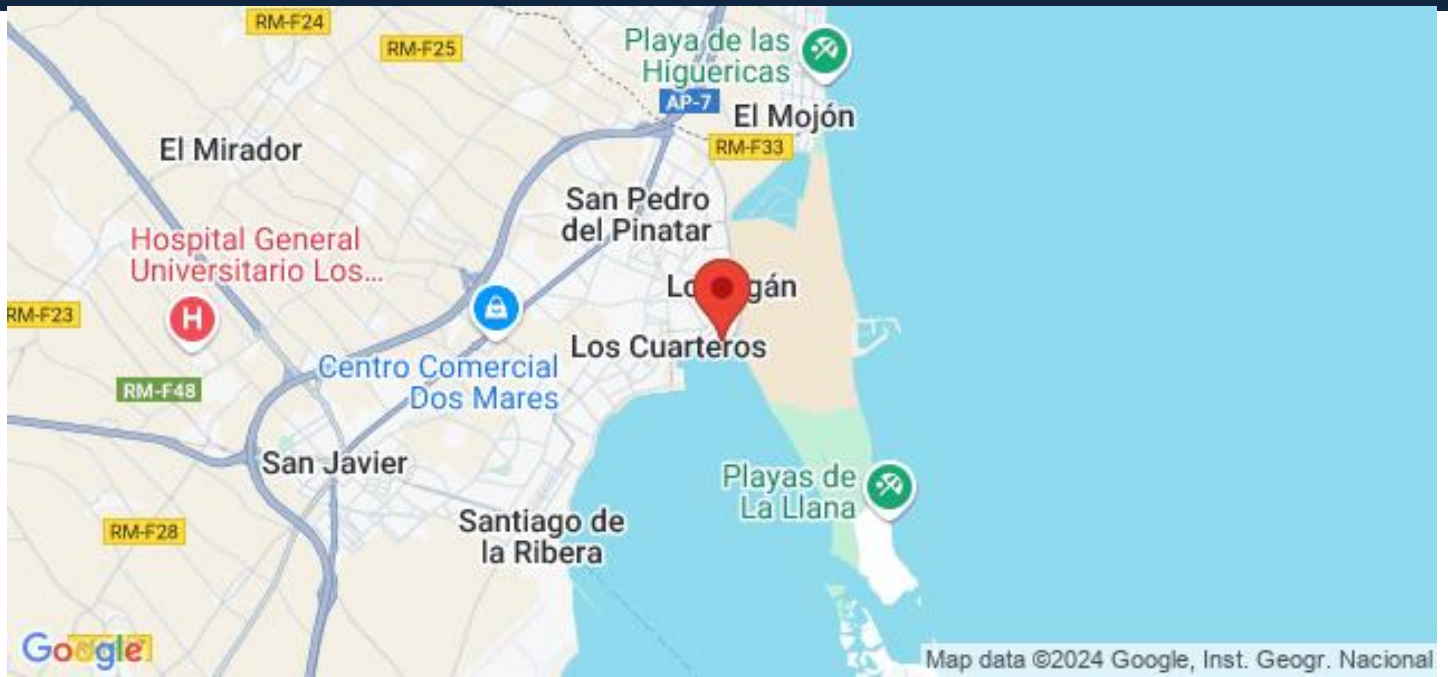 RM-F24
RM-F25
Playa de las
Higuericas
AP-7
El Mojón
RM-F33
El Mirador
San Pedro
del Pinatar
Hospital General
Universitario Los...
H
RM-F23
Los Cuarteros
Centro Comercial
Dos Mares
RM-F48
San Javier
Playas de
La Llana
RM-F28
Santiago de
la Ribera
Google
Map data ©2024 Google, Inst. Geogr. Nacional